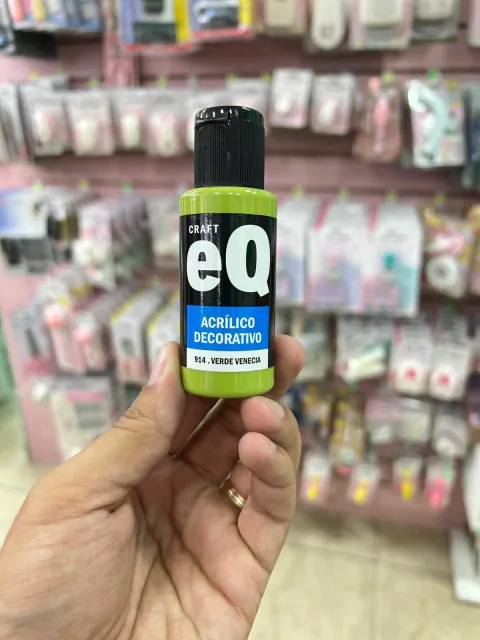 CRAFT
eQ
ACRÍLICO
DECORATIVO
914 . VERDE VENECIA